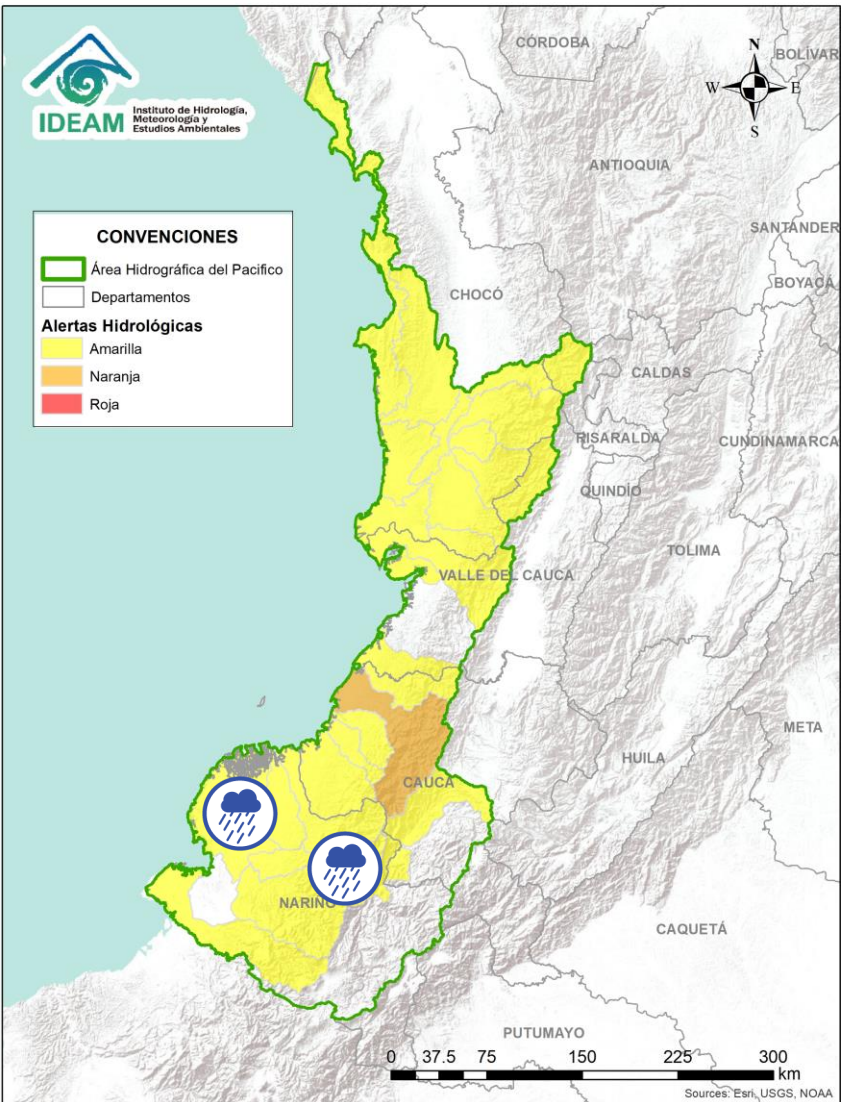 IDEAM
Instituto de Hidrología,
Meteorología y
Estudios Ambientales
N
W
E
S
CÓRDOBA
BOLÍVAR
ANTIOQUIA
SANTANDER
BOYACÁ
CHOCÓ
CONVENCIONES
Área Hidrográfica del Pacifico
Departamentos
Alertas Hidrológicas
Amarilla
Naranja
Roja
CALDAS
RISARALDA
CUNDINAMARCA
QUINDÍO
TOLIMA
VALLE DEL CAUCA
META
HUILA
CAUCA
NARIÑO
CAQUETÁ
PUTUMAYO
0 37.5 75 150 225 300
km
Sources: Esri, USGS, NOAA